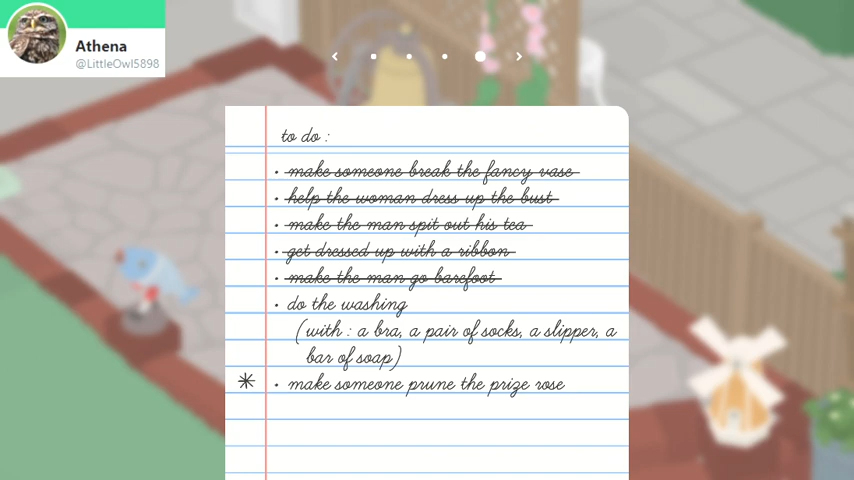 Athena
@LittleOwl5898
to do :
• make someone break the fancy vase
• help the woman dress up the bust
• make the man spit out his tea
• get dressed up with a ribbon
• make the man go barefoot
• do the washing
(with : a bra, a pair of socks, a slipper, a
bar of soap)
• make someone prune the prize rose